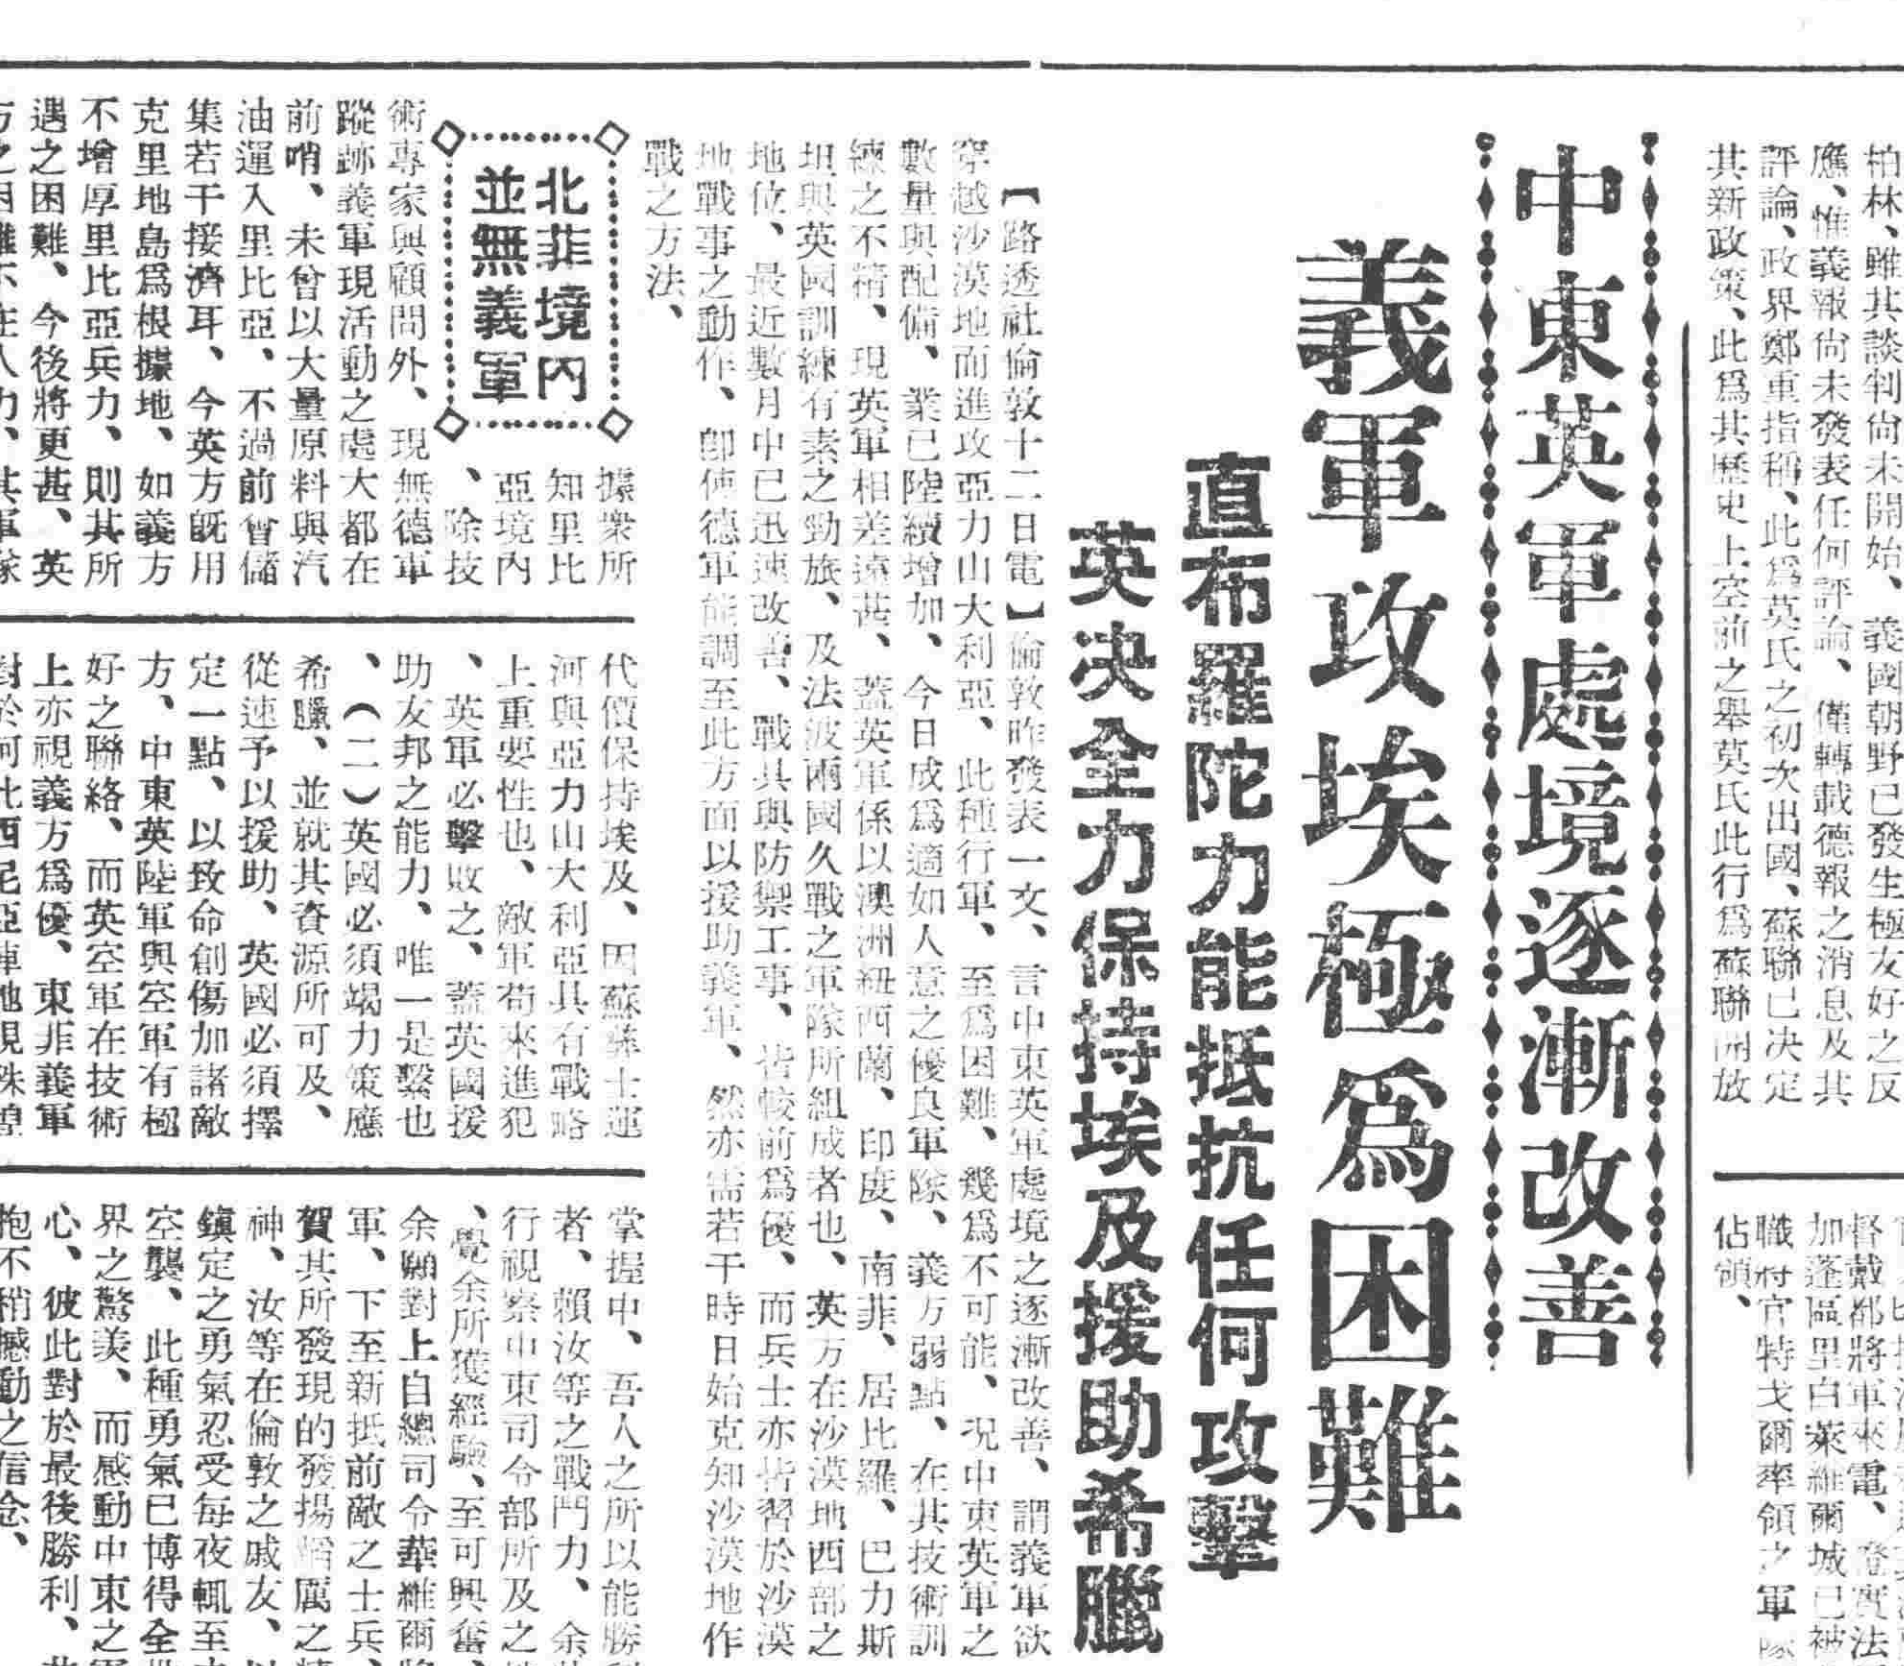 柏林、雖其談判尙未開始、義國朝野已發生極友好之反
應、惟義報尙未發表任何評論、僅轉載德報之消息及其
評論、政界鄭重指稱、此爲莫氏之初次出國、蘇聯已决定
其新政策、此爲其歷史上空前之舉莫氏此行爲蘇聯開放
督戴都將軍來電、證實法
加蓬區里白萊維爾城已被
職府官特戈爾率領之軍隊
佔領、
中東英軍處境逐漸改善
義軍攻埃極爲困難
直布羅陀力能抵抗任何攻擊
英决全力保持埃及援助希臘
【路透社倫敦十二日電】倫敦昨發表一文、言中東英軍處境之逐漸改善、謂義軍欲
穿越沙漠地而進攻亞力山大利亞、此種行軍、至爲困難、幾爲不可能、况中東英軍之
數量與配備、業已陸續增加、今日成爲適如人意之優良軍隊、義方弱點、在其技術訓
練之不精、現英軍相差遠甚、蓋英軍係以澳洲紐西蘭、印度、南菲、居比羅、巴力斯
坦與英國訓練有素之勁旅、及法波兩國久戰之軍隊所組成者也、英方在沙漠地西部之
地位、最近數月中已迅速改善、戰具與防禦工事、皆較前爲優、而兵士亦皆習於沙漠
地戰事之動作、卽使德軍能調至此方面以援助義軍、然亦需若干時日始克知沙漠地作
戰之方法、
北菲境內
並無義軍
據衆所
知里比
亞境內
、除技
術專家與顧問外、現無德軍
蹤跡義軍現活動之處大都在
前哨、未曾以大量原料與汽
油運入里比亞、不過前曾儲
集若干接濟耳、今英方旣用
克里地島爲根據地、如義方
不增厚里比亞兵力、則其所
遇之困難、今後將更甚、英
方之困難不在人力、其軍隊
代價保持埃及、因蘇彝士運
河與亞力山大利亞具有戰略
上重要性也、敵軍苟來進犯
、英軍必擊敗之、蓋英國援
助友邦之能力、唯一是繫也
、（二）英國必須竭力策應
希臘、並就其資源所可及、
從速予以援助、英國必須擇
定一點、以致命創傷加諸敵
方、中東英陸軍與空軍有極
好之聯絡、而英空軍在技術
上亦視義方爲優、東非義軍
掌握中、吾人之所以能勝利
者、賴汝等之戰鬥力、余
行視察中東司令部所及之
、覺余所獲經驗、至可興奮、
余願對上自總司令華維爾將
軍、下至新抵前敵之士兵、
賀其所發現的發揚蹈厲之精
神、汝等在倫敦之戚友、以
鎭定之勇氣忍受每夜輒至之
空襲、此種勇氣已博得全世
界之驚羨、而感動中東之軍
心、彼此對於最後勝利、
抱不稍撼動之信念、